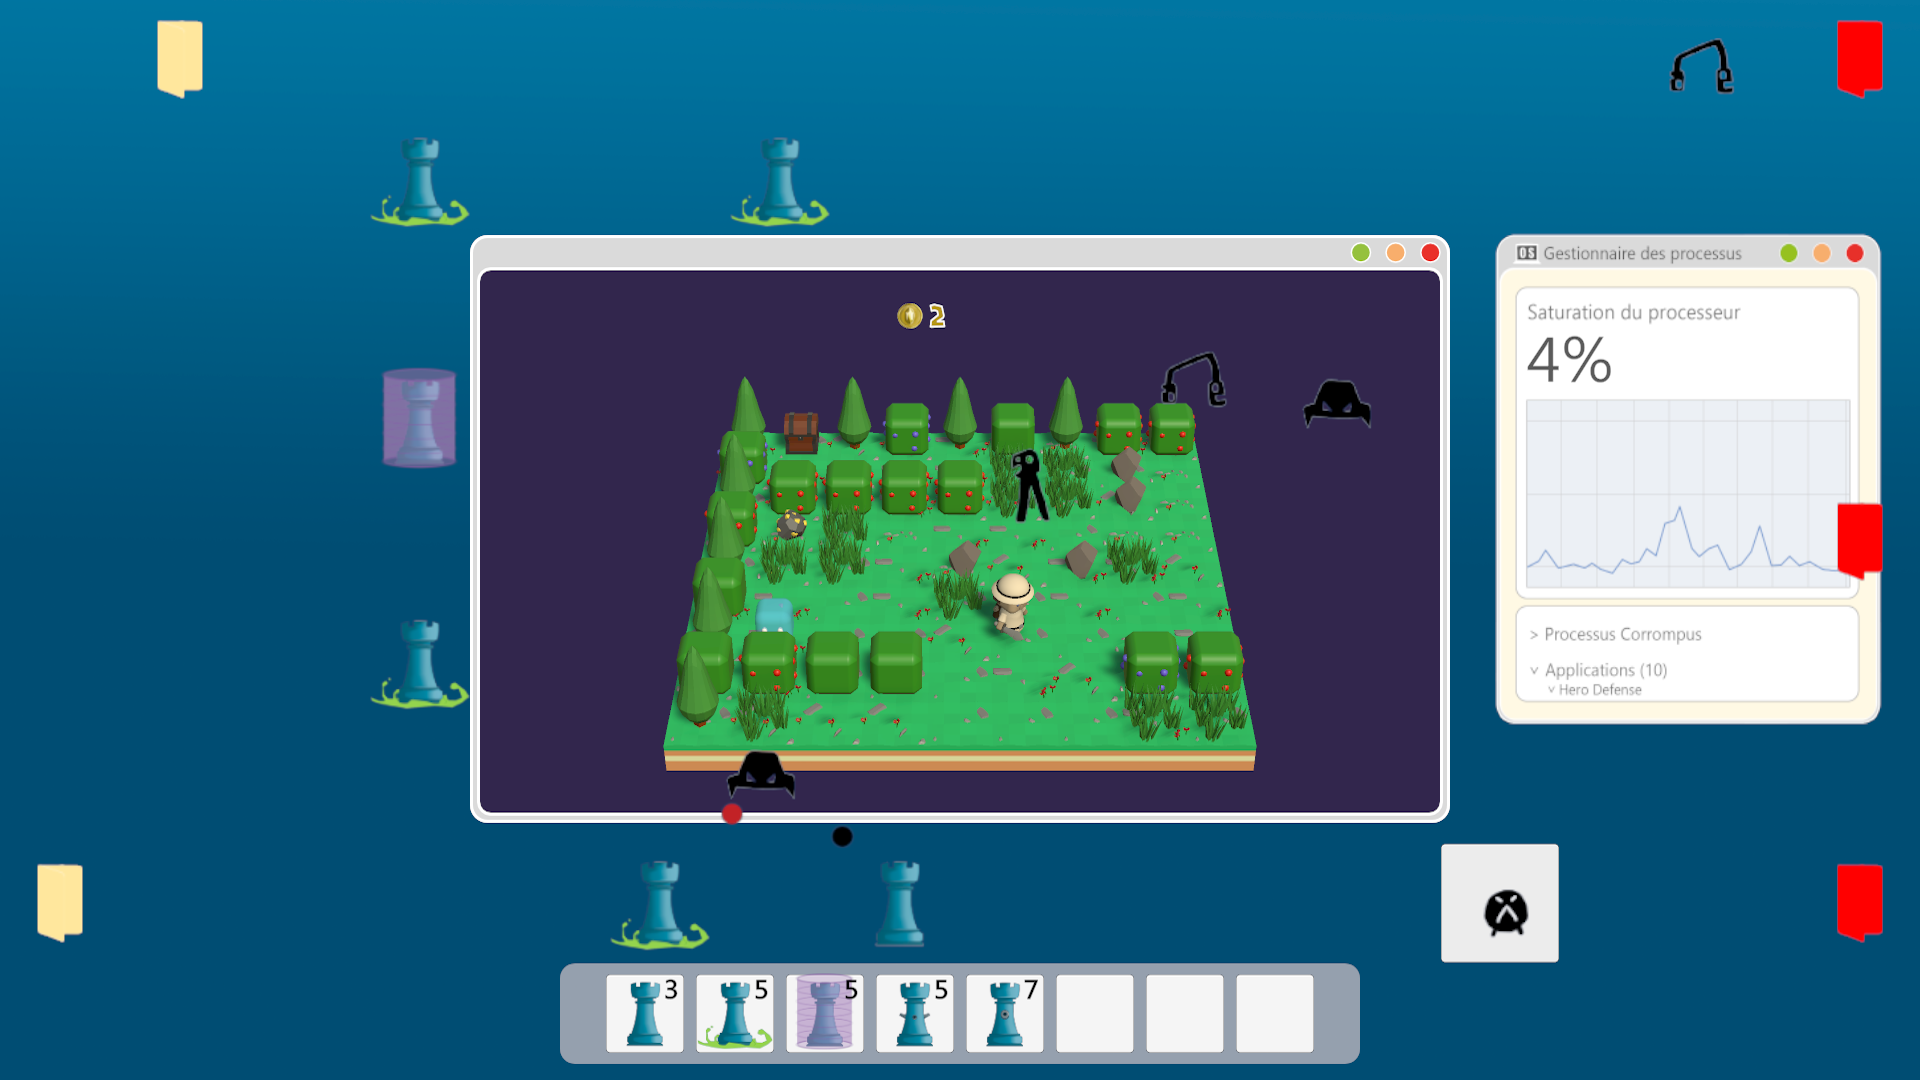 2
OS Gestionnaire des processus
Saturation du processeur
4%
> Processus Corrompus
v Applications (10)
v Hero Defense
3 5 5 5 7